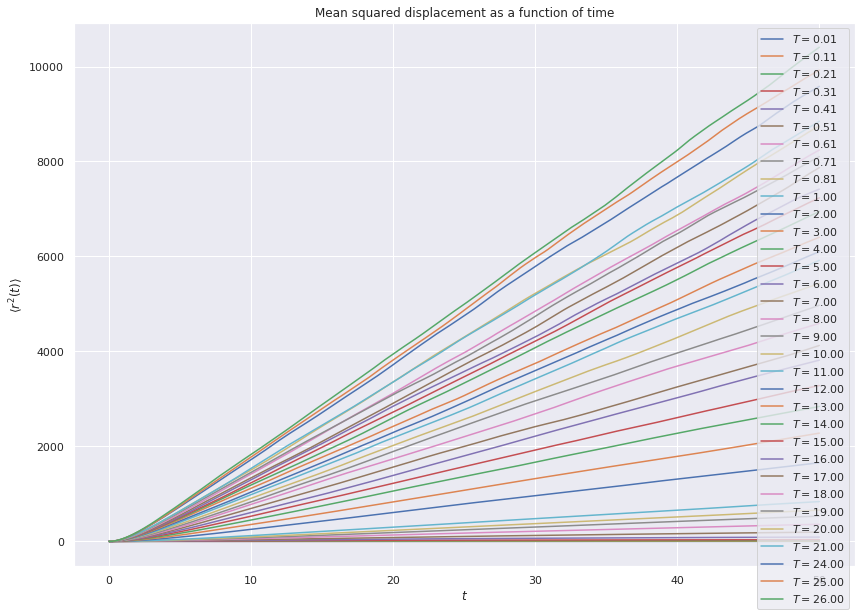 Mean squared displacement as a function of time
⟨r²(t)⟩
10000
8000
6000
4000
2000
0
0
10
20
30
40
t
T = 0.01
T = 0.11
T = 0.21
T = 0.31
T = 0.41
T = 0.51
T = 0.61
T = 0.71
T = 0.81
T = 1.00
T = 2.00
T = 3.00
T = 4.00
T = 5.00
T = 6.00
T = 7.00
T = 8.00
T = 9.00
T = 10.00
T = 11.00
T = 12.00
T = 13.00
T = 14.00
T = 15.00
T = 16.00
T = 17.00
T = 18.00
T = 19.00
T = 20.00
T = 21.00
T = 24.00
T = 25.00
T = 26.00